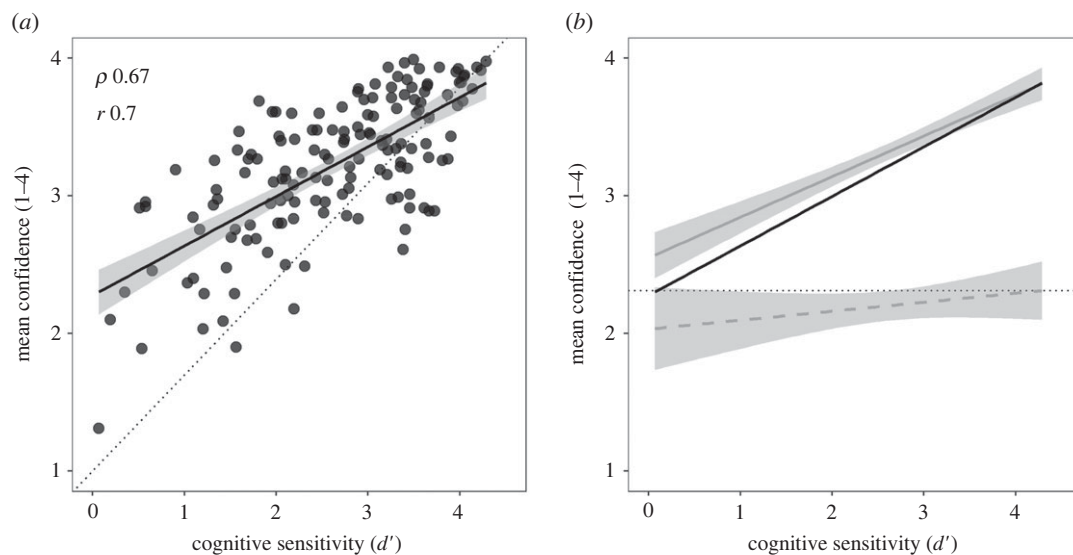 (a)
ρ 0.67
r 0.7
4
3
2
1
mean confidence (1–4)
0 1 2 3 4
cognitive sensitivity (d′)
(b)
4
3
2
1
mean confidence (1–4)
0 1 2 3 4
cognitive sensitivity (d′)